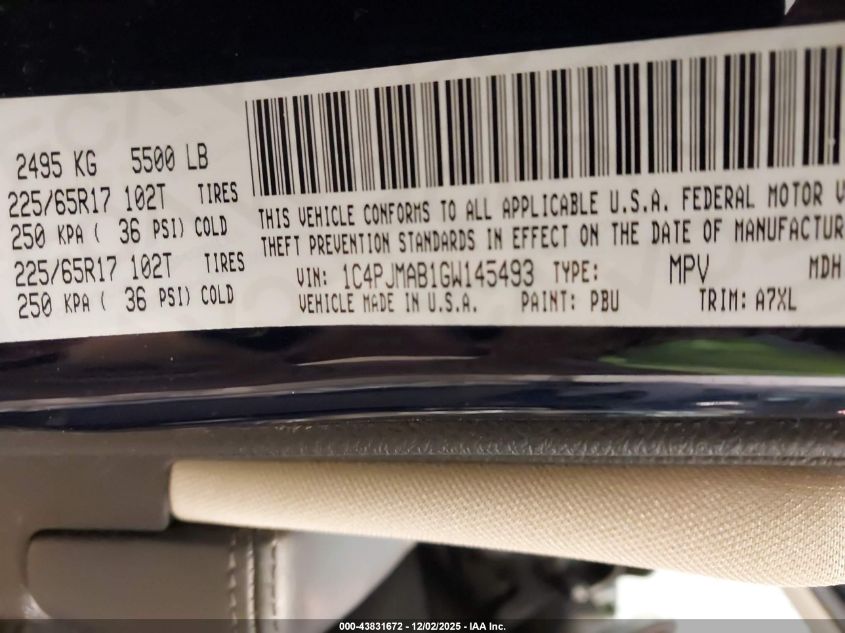 2495 KG 5500 LB
225/65R17 102T TIRES
250 KPA ( 36 PSI) COLD
225/65R17 102T TIRES
250 KPA ( 36 PSI) COLD
THIS VEHICLE CONFORMS TO ALL APPLICABLE U.S.A. FEDERAL MOTOR V
THEFT PREVENTION STANDARDS IN EFFECT ON THE DATE OF MANUFACTUR
VIN: 1C4PJMAB1GW145493 TYPE: MPV MDH
VEHICLE MADE IN U.S.A. PAINT: PBU TRIM: A7XL
000-43831672 - 12/02/2025 - IAA Inc.